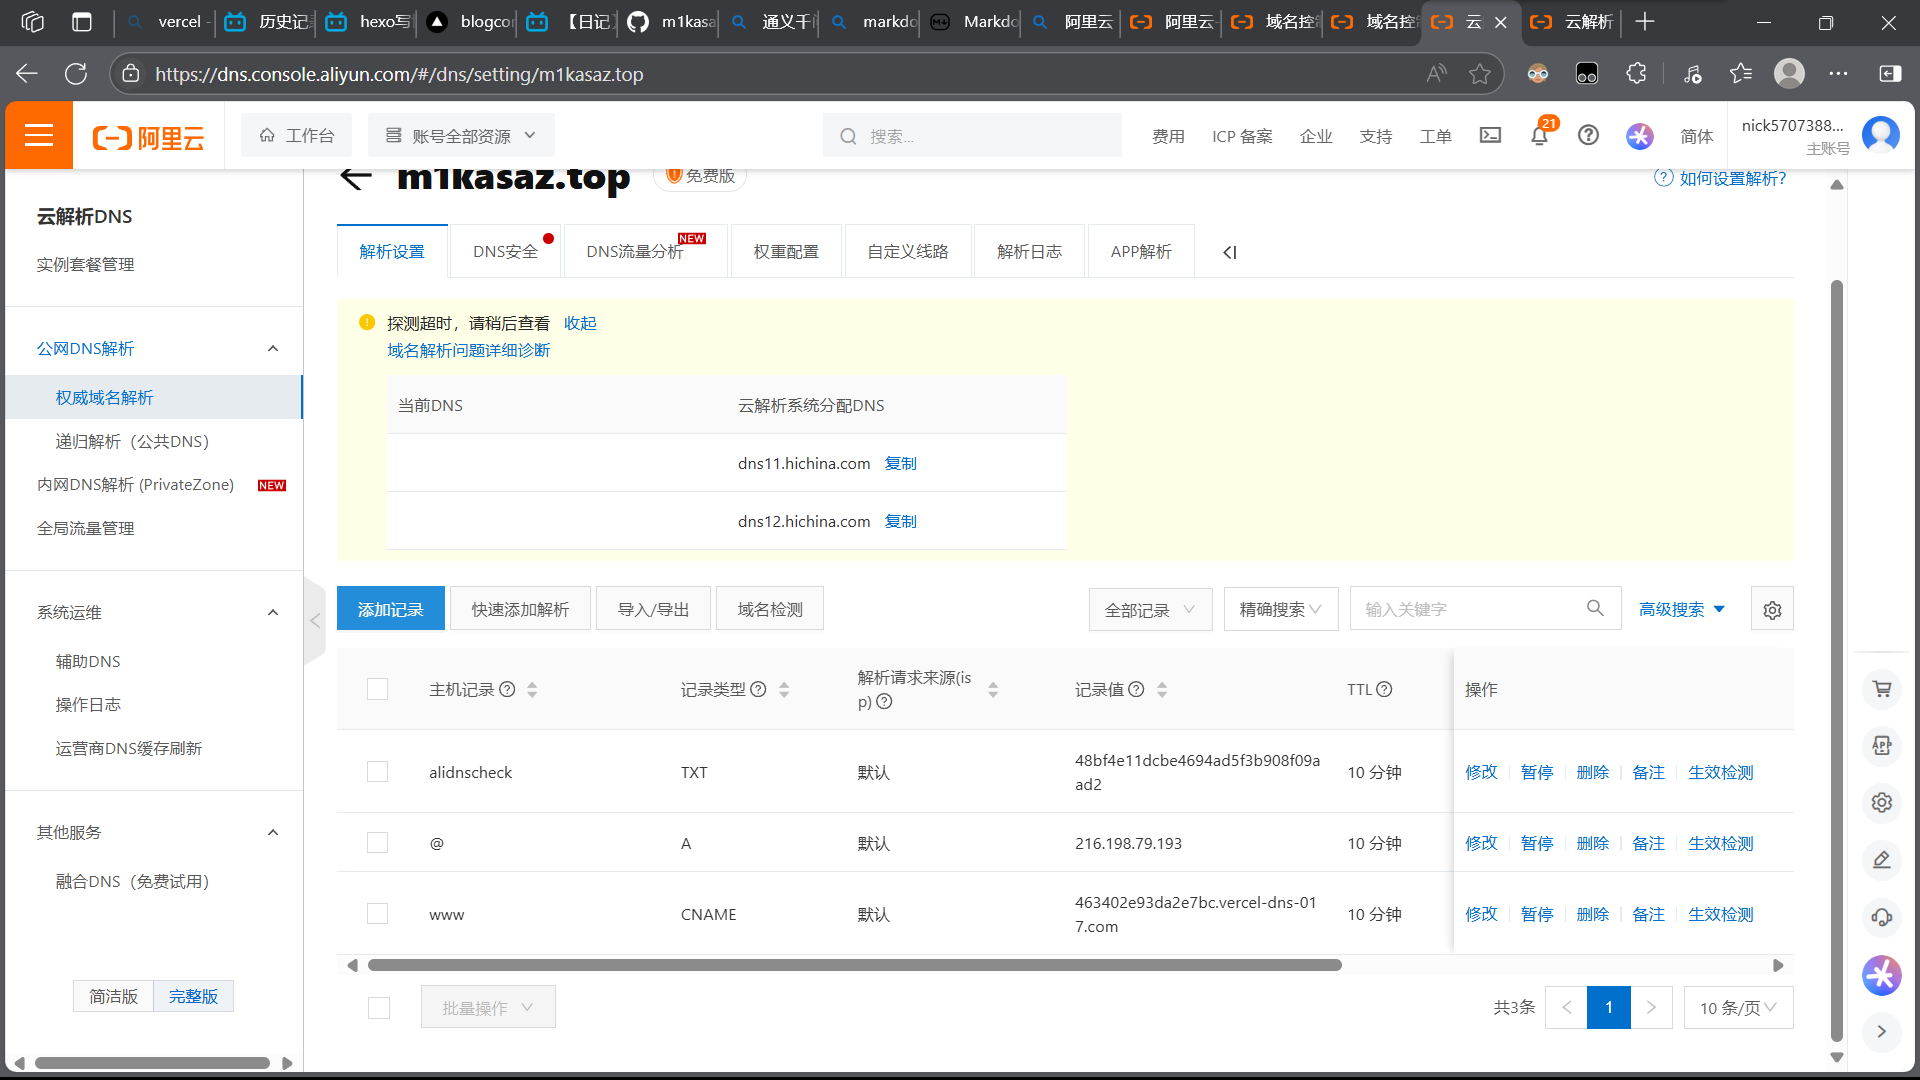 vercel -
历史记录
hexo写
blogcor
【日记】
m1kasa
通义千问
markdo
Markdo
阿里云
阿里云-
域名控制
域名控制
云
云解析
https://dns.console.aliyun.com/#/dns/setting/m1kasaz.top
阿里云
工作台
账号全部资源
搜索...
费用
ICP 备案
企业
支持
工单
21
简体
nick5707388...
主账号
云解析DNS
实例套餐管理
公网DNS解析
权威域名解析
递归解析（公共DNS）
内网DNS解析 (PrivateZone) NEW
全局流量管理
系统运维
辅助DNS
操作日志
运营商DNS缓存刷新
其他服务
融合DNS（免费试用）
简洁版 完整版
m1kasaz.top 免费版
如何设置解析?
解析设置
DNS安全
DNS流量分析 NEW
权重配置
自定义线路
解析日志
APP解析
探测超时，请稍后查看 收起
域名解析问题详细诊断
当前DNS 云解析系统分配DNS
dns11.hichina.com 复制
dns12.hichina.com 复制
添加记录 快速添加解析 导入/导出 域名检测 全部记录 精确搜索 输入关键字 高级搜索
主机记录 记录类型 解析请求来源(is
p) 记录值 TTL 操作
alidnscheck TXT 默认 48bf4e11dcbe4694ad5f3b908f09a
ad2 10 分钟 修改 暂停 删除 备注 生效检测
@ A 默认 216.198.79.193 10 分钟 修改 暂停 删除 备注 生效检测
www CNAME 默认 463402e93da2e7bc.vercel-dns-01
7.com 10 分钟 修改 暂停 删除 备注 生效检测
批量操作
共3条 1 10 条/页
APP